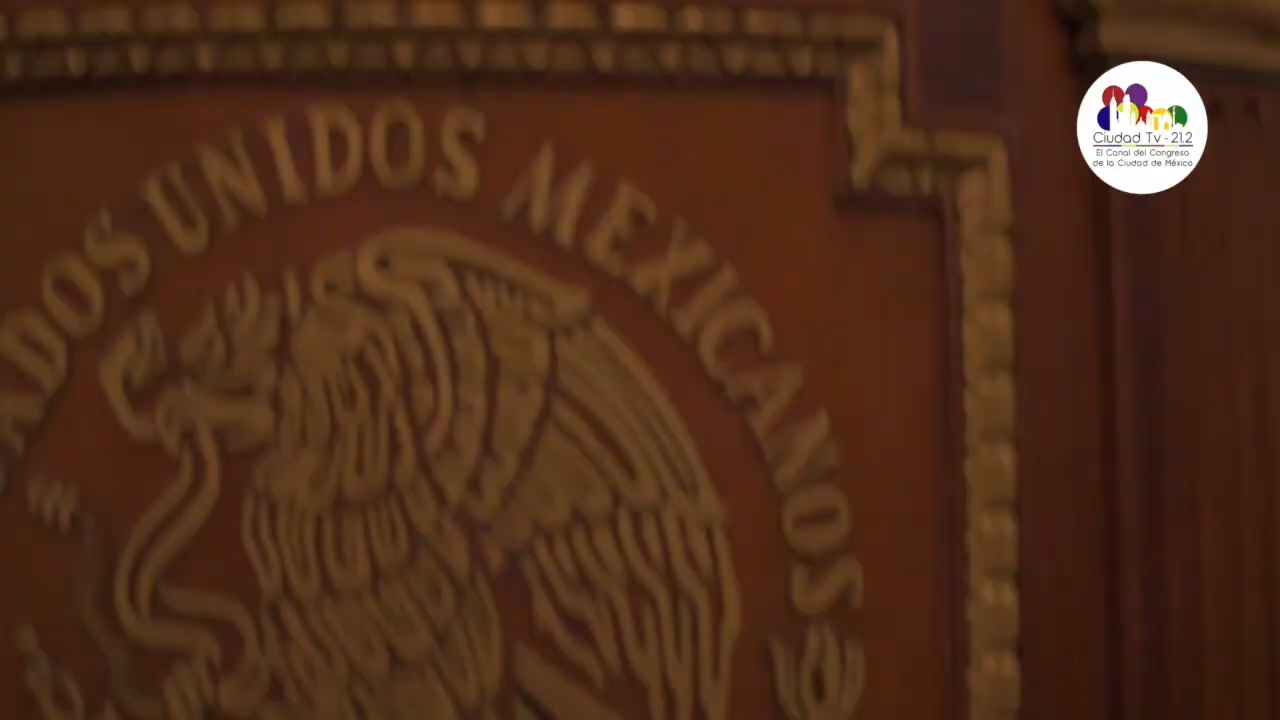 ADOS UNIDOS MEXICANOS
Ciudad Tv - 21.2
El Canal del Congreso
de la Ciudad de México